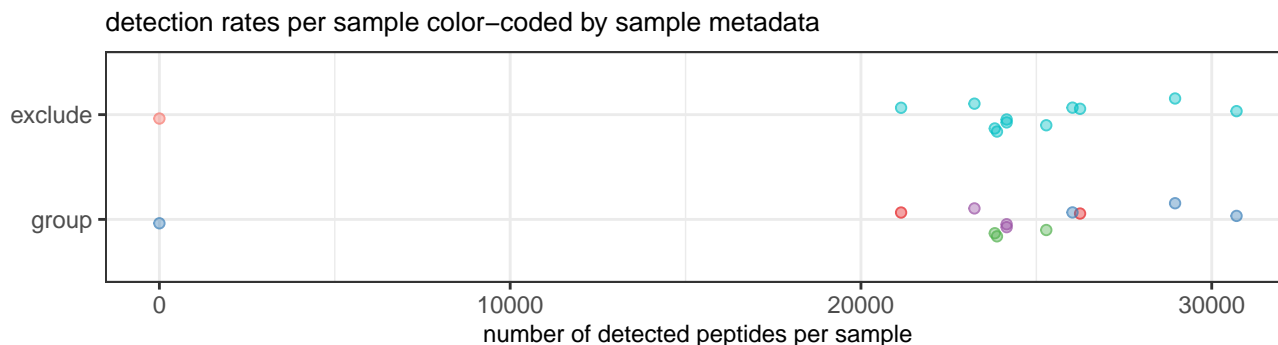 detection rates per sample color−coded by sample metadata
exclude
group
0 10000 20000 30000
number of detected peptides per sample